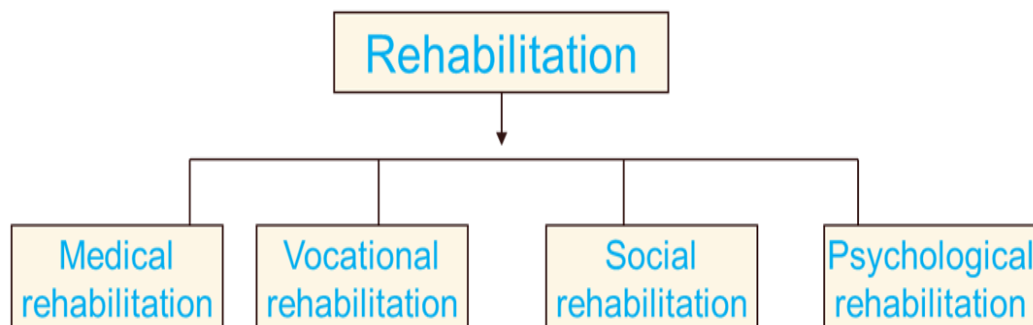 Rehabilitation
Medical
rehabilitation
Vocational
rehabilitation
Social
rehabilitation
Psychological
rehabilitation